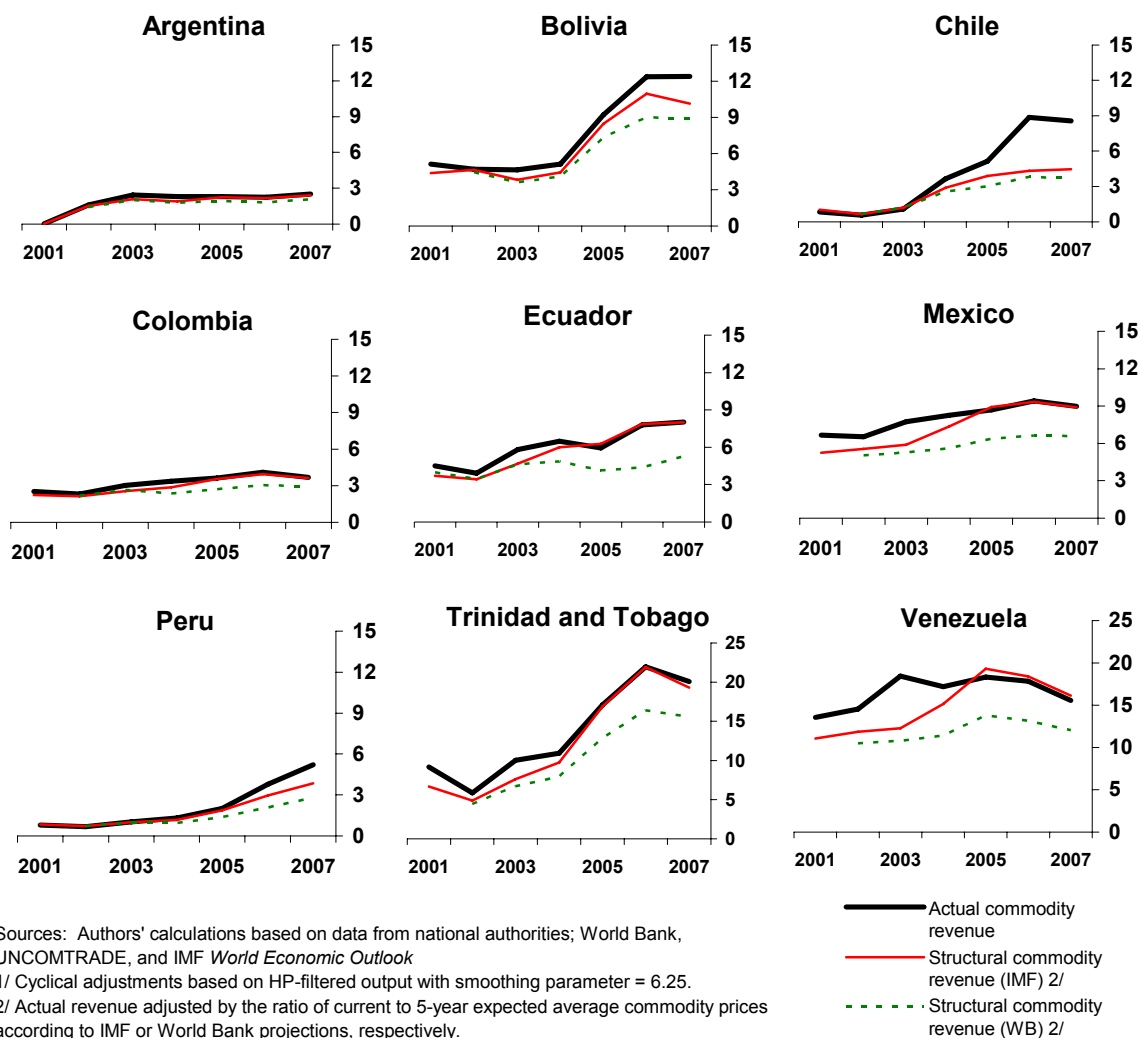 Argentina
15
12
9
6
3
0
2001 2003 2005 2007
Bolivia
15
12
9
6
3
0
2001 2003 2005 2007
Chile
15
12
9
6
3
0
2001 2003 2005 2007
Colombia
15
12
9
6
3
0
2001 2003 2005 2007
Ecuador
15
12
9
6
3
0
2001 2003 2005 2007
Mexico
15
12
9
6
3
0
2001 2003 2005 2007
Peru
15
12
9
6
3
0
2001 2003 2005 2007
Trinidad and Tobago
25
20
15
10
5
0
2001 2003 2005 2007
Venezuela
25
20
15
10
5
0
2001 2003 2005 2007
Actual commodity
revenue
Structural commodity
revenue (IMF) 2/
Structural commodity
revenue (WB) 2/
Sources: Authors' calculations based on data from national authorities; World Bank,
UNCOMTRADE, and IMF World Economic Outlook
1/ Cyclical adjustments based on HP-filtered output with smoothing parameter = 6.25.
2/ Actual revenue adjusted by the ratio of current to 5-year expected average commodity prices
according to IMF or World Bank projections, respectively.